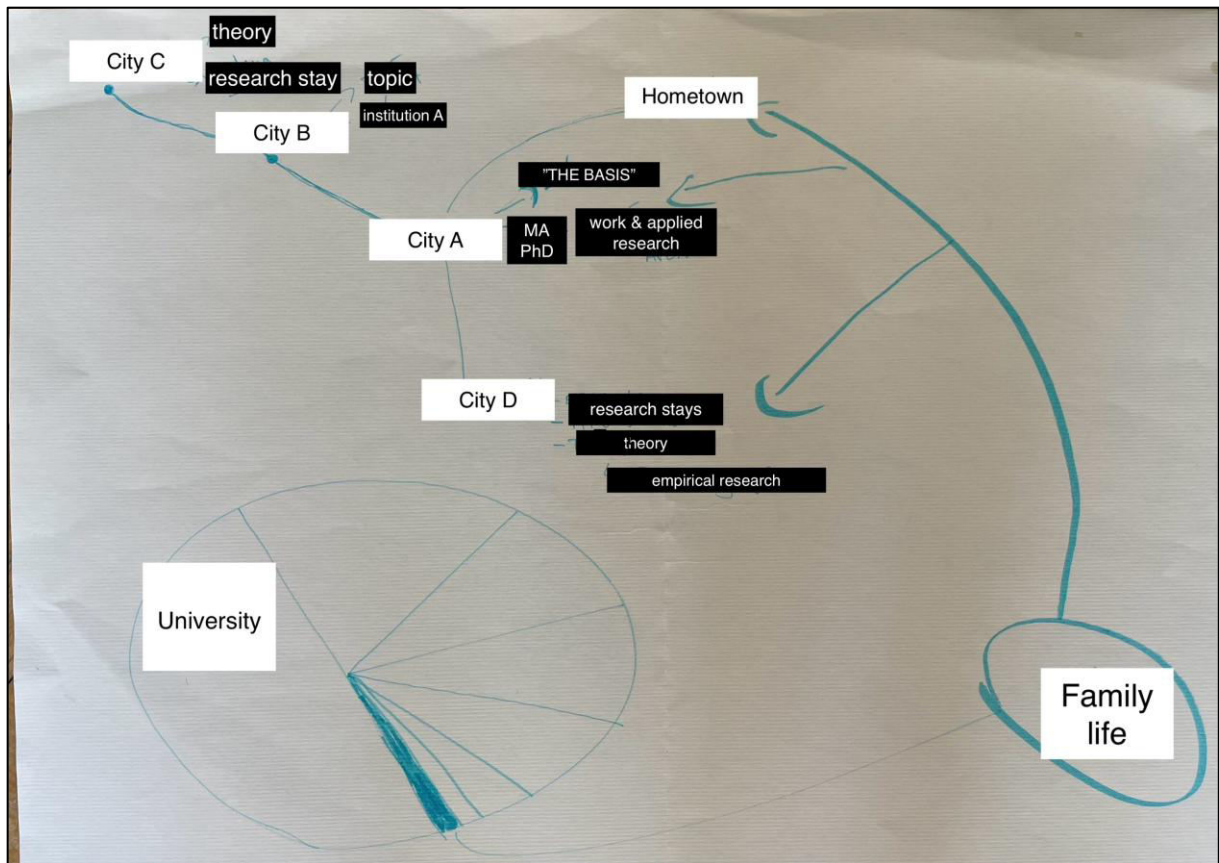 theory
City C
research stay
topic
institution A
City B
Hometown
"THE BASIS"
City A
MA
PhD
work & applied
research
City D
research stays
theory
empirical research
University
Family
life